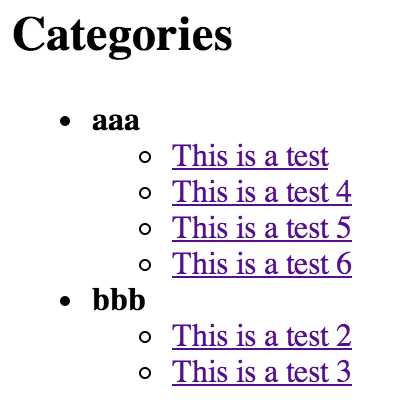 Categories
aaa
This is a test
This is a test 4
This is a test 5
This is a test 6
bbb
This is a test 2
This is a test 3